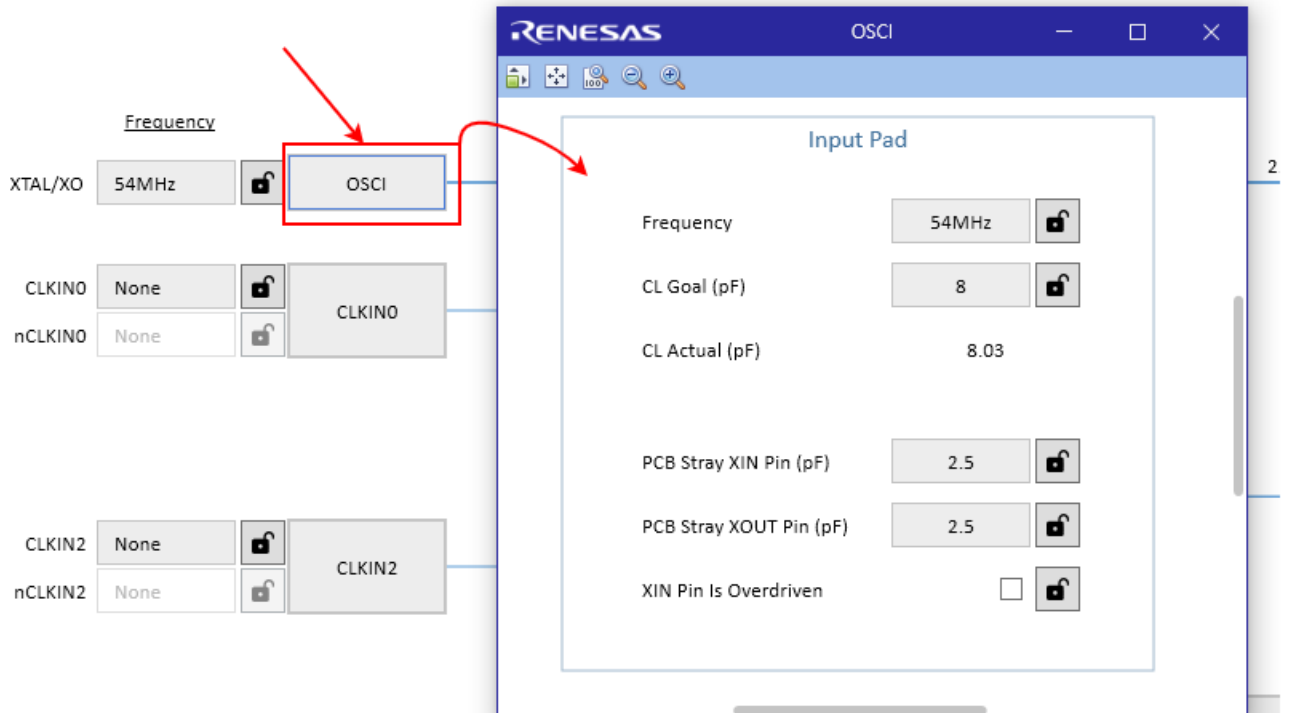 RENESAS OSCI
100
Input Pad
Frequency
XTAL/XO 54MHz OSCI
2
Frequency 54MHz
CLKIN0 None
CLKIN0
nCLKIN0 None
CL Goal (pF) 8
CL Actual (pF) 8.03
PCB Stray XIN Pin (pF) 2.5
PCB Stray XOUT Pin (pF) 2.5
CLKIN2 None
CLKIN2
nCLKIN2 None
XIN Pin Is Overdriven